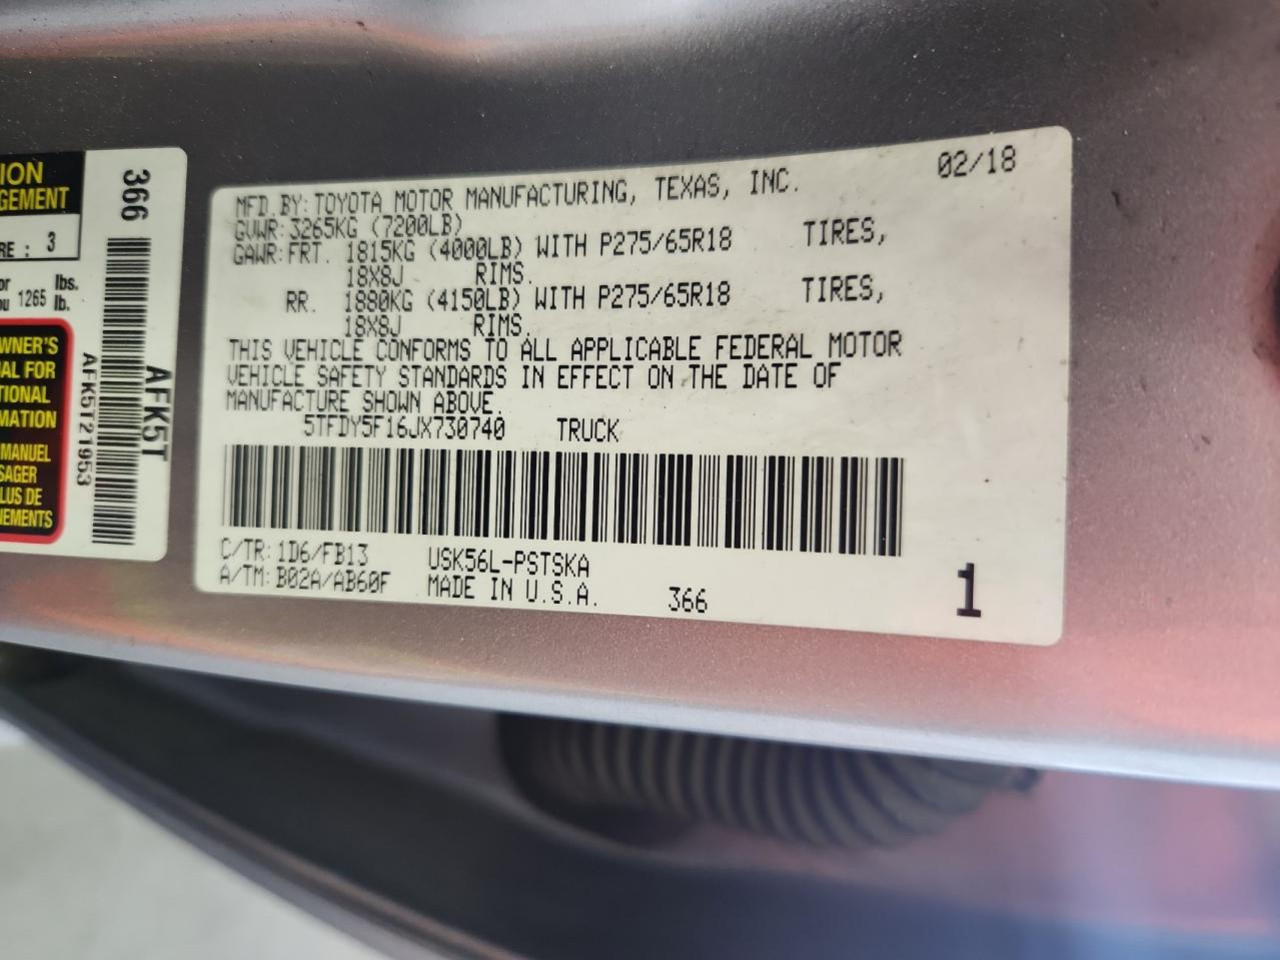 ION
GEMENT
RE : 3
or lbs.
ou 1265 lb.
WNER'S
AL FOR
TIONAL
MATION
MANUEL
SAGER
LUS DE
NEMENTS
366
AFK5T21953
AFK5T
02/18
MFD.BY:TOYOTA MOTOR MANUFACTURING, TEXAS, INC.
GVWR:3265KG (7200LB)
GAWR:FRT. 1815KG (4000LB) WITH P275/65R18 TIRES,
18X8J RIMS.
RR. 1880KG (4150LB) WITH P275/65R18 TIRES,
18X8J RIMS.
THIS VEHICLE CONFORMS TO ALL APPLICABLE FEDERAL MOTOR
VEHICLE SAFETY STANDARDS IN EFFECT ON THE DATE OF
MANUFACTURE SHOWN ABOVE.
5TFDY5F16JX730740 TRUCK
C/TR:1D6/FB13 USK56L-PSTSKA
A/TM:B02A/AB60F MADE IN U.S.A. 366
1